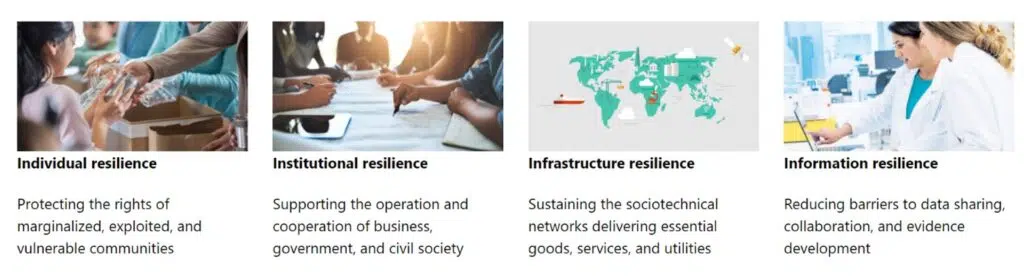 Individual resilience
Protecting the rights of
marginalized, exploited, and
vulnerable communities
Institutional resilience
Supporting the operation and
cooperation of business,
government, and civil society
Infrastructure resilience
Sustaining the sociotechnical
networks delivering essential
goods, services, and utilities
Information resilience
Reducing barriers to data sharing,
collaboration, and evidence
development